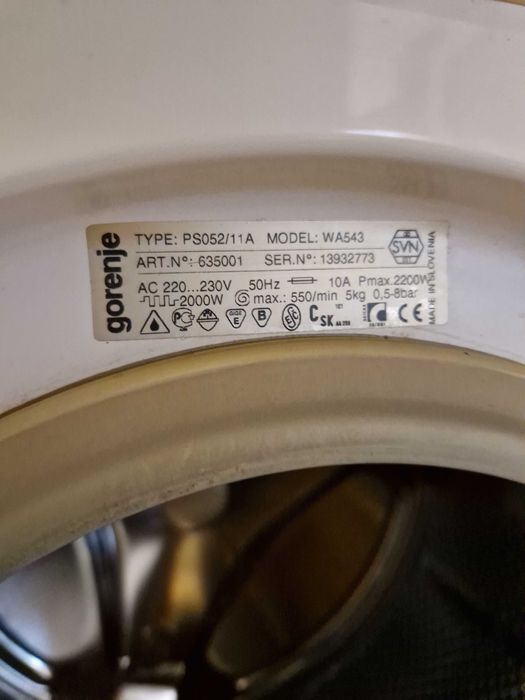 gorenje
TYPE: PS052/11A MODEL: WA543
ART.Nº: 635001 SER.Nº: 13932773
AC 220...230V 50Hz 10A Pmax.2200W
2000W max.: 550/min 5kg 0,5-8bar
SVN
MADE IN SLOVENIA
E B C SK CE